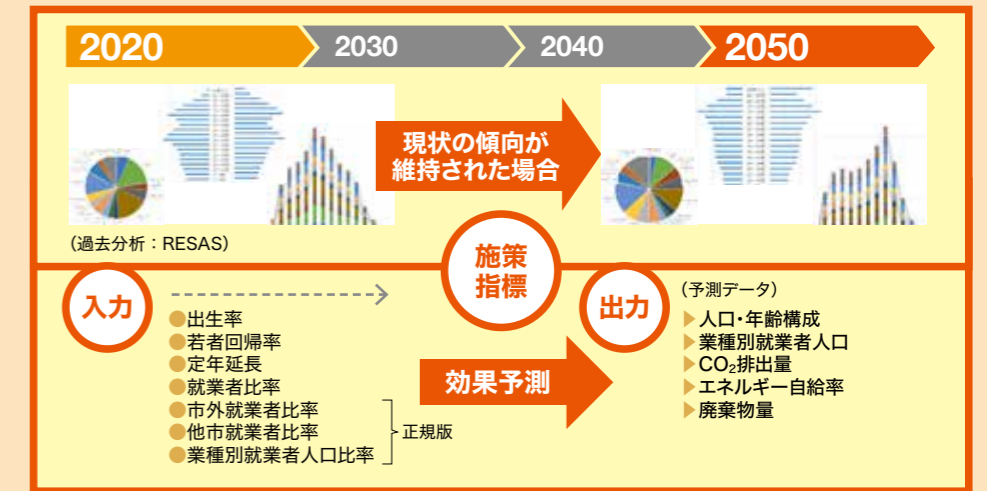 2020
2030
2040
2050
現状の傾向が
維持された場合
(過去分析：RESAS)
施策
指標
入力
●出生率
●若者回帰率
●定年延長
●就業者比率
●市外就業者比率
●他市就業者比率
●業種別就業者人口比率
正規版
効果予測
出力
(予測データ)
▶人口・年齢構成
▶業種別就業者人口
▶CO₂排出量
▶エネルギー自給率
▶廃棄物量